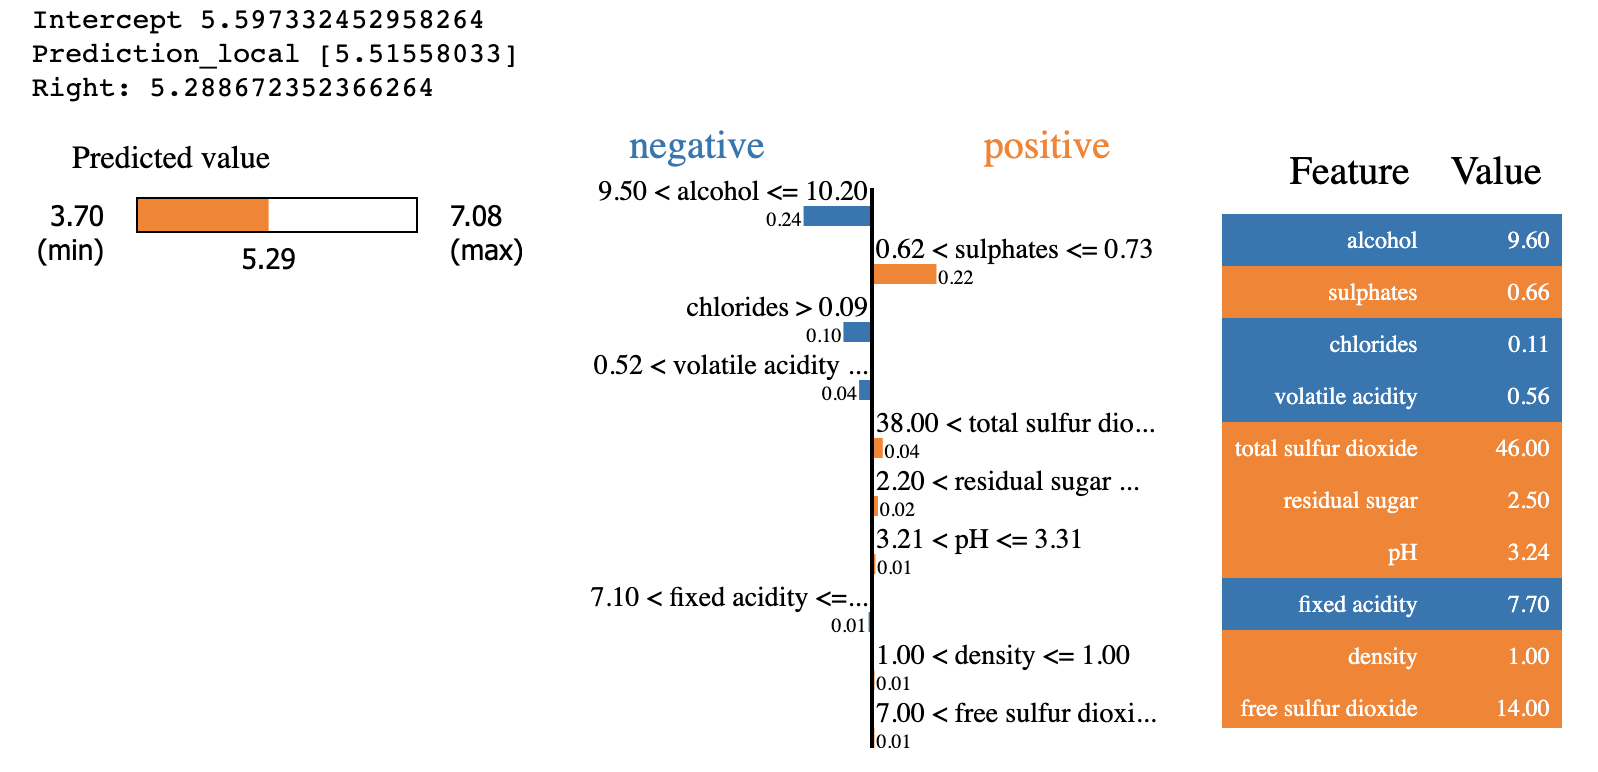 Intercept 5.597332452958264
Prediction_local [5.51558033]
Right: 5.288672352366264
Predicted value
3.70
(min)
7.08
(max)
5.29
negative
positive
9.50 < alcohol <= 10.20
0.24
0.62 < sulphates <= 0.73
0.22
chlorides > 0.09
0.10
0.52 < volatile acidity ...
0.04
38.00 < total sulfur dio...
0.04
2.20 < residual sugar ...
0.02
3.21 < pH <= 3.31
0.01
7.10 < fixed acidity <=...
0.01
1.00 < density <= 1.00
0.01
7.00 < free sulfur dioxi...
0.01
Feature Value
alcohol 9.60
sulphates 0.66
chlorides 0.11
volatile acidity 0.56
total sulfur dioxide 46.00
residual sugar 2.50
pH 3.24
fixed acidity 7.70
density 1.00
free sulfur dioxide 14.00